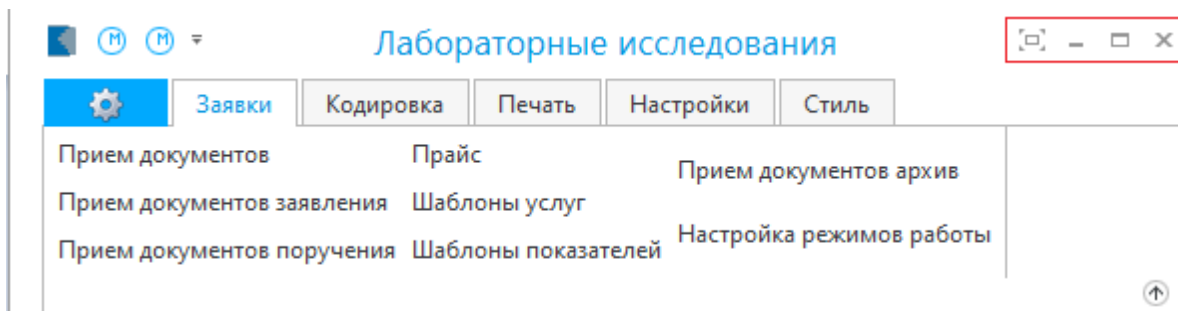 Лабораторные исследования
Заявки Кодировка Печать Настройки Стиль
Прием документов Прайс Прием документов архив
Прием документов заявления Шаблоны услуг
Прием документов поручения Шаблоны показателей Настройка режимов работы